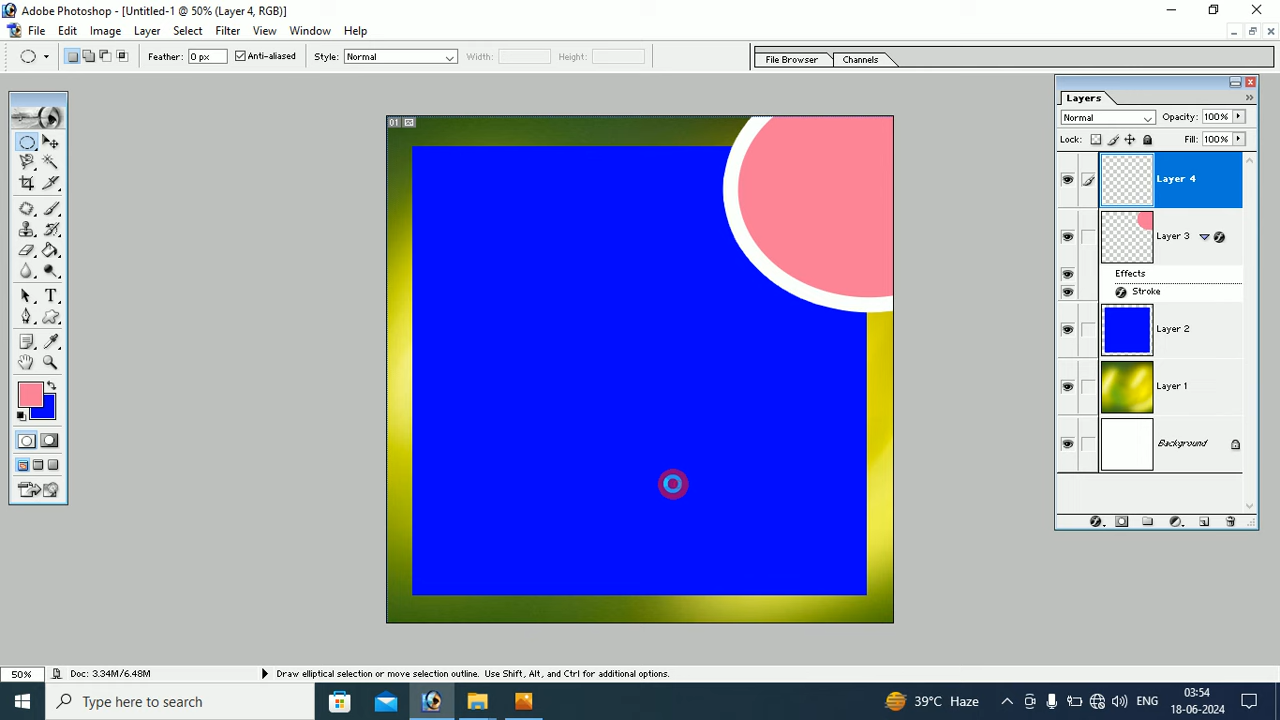 Adobe Photoshop - [Untitled-1 @ 50% (Layer 4, RGB)]
File Edit Image Layer Select Filter View Window Help
Feather: 0 px Anti-aliased Style: Normal Width: Height: File Browser Channels
01
Layers
Normal Opacity: 100%
Lock: Fill: 100%
Layer 4
Layer 3
Effects
Stroke
Layer 2
Layer 1
Background
50% Doc: 3.34M/6.48M Draw elliptical selection or move selection outline. Use Shift, Alt, and Ctrl for additional options.
Type here to search 39°C Haze ENG 03:54
18-06-2024